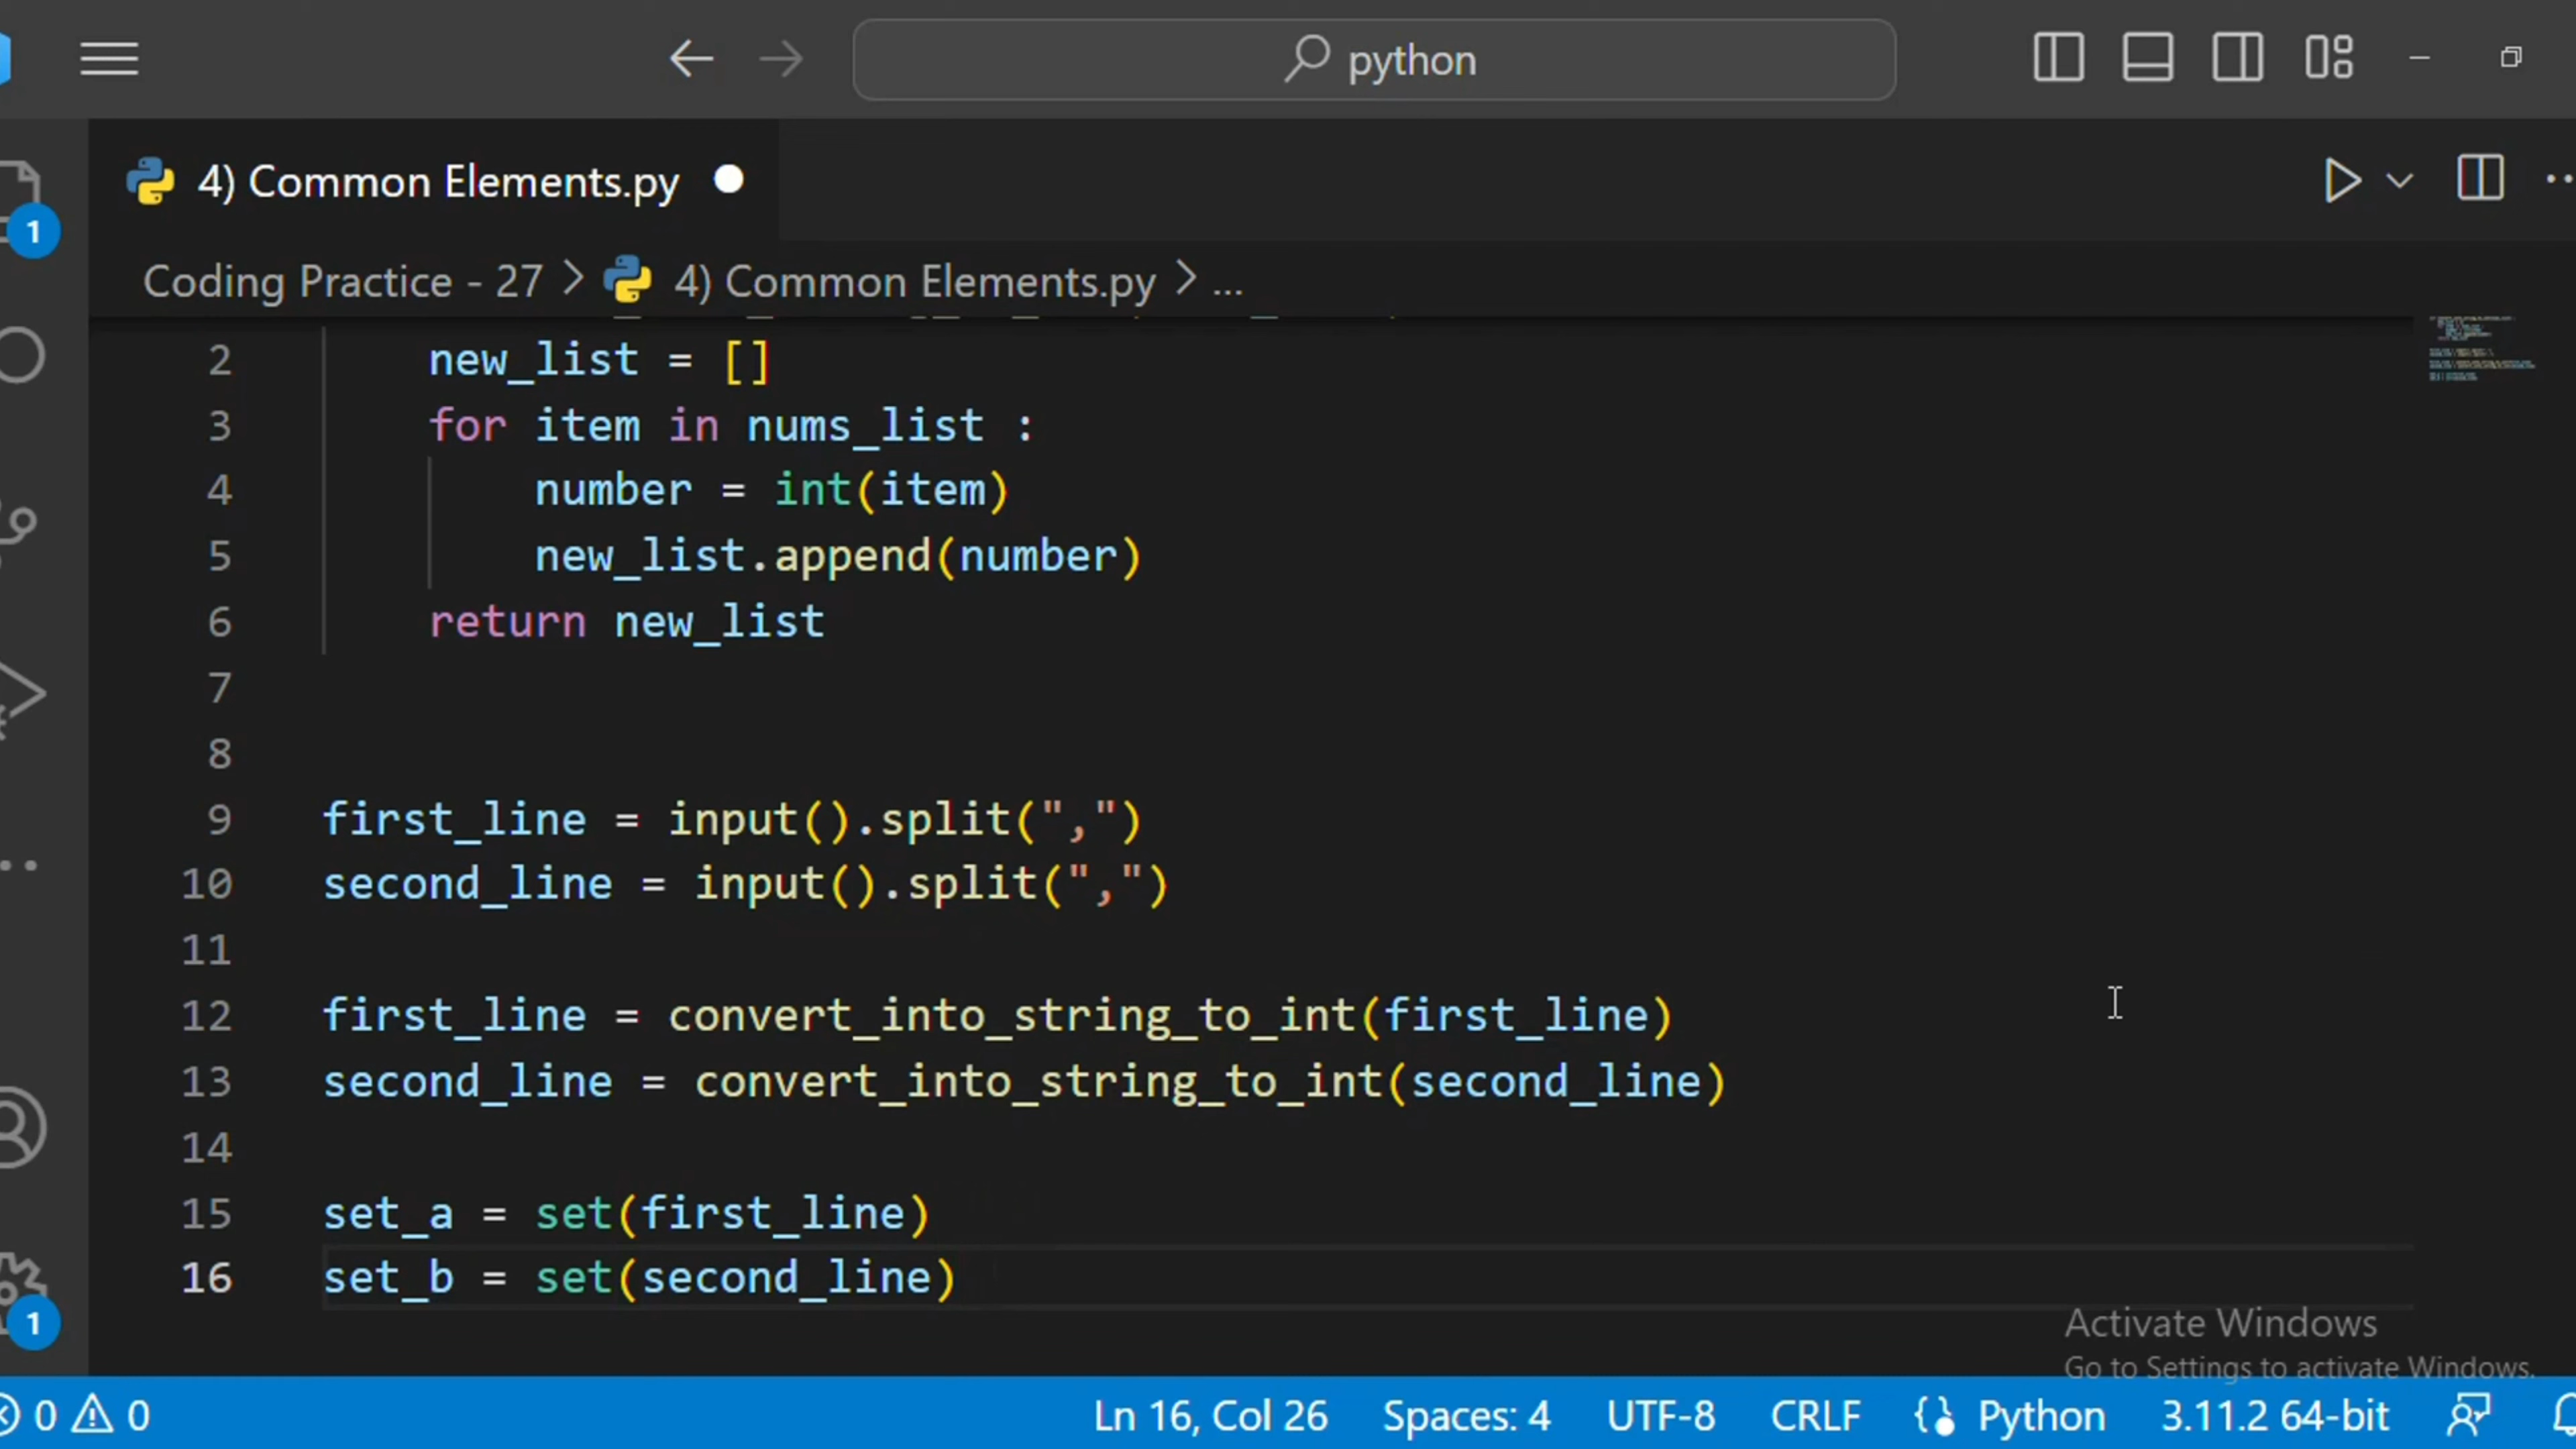 python
4) Common Elements.py
1
Coding Practice - 27 > 4) Common Elements.py > ...
2 new_list = []
3 for item in nums_list :
4 number = int(item)
5 new_list.append(number)
6 return new_list
7
8
9 first_line = input().split(",")
10 second_line = input().split(",")
11
12 first_line = convert_into_string_to_int(first_line)
13 second_line = convert_into_string_to_int(second_line)
14
15 set_a = set(first_line)
16 set_b = set(second_line)
1
Activate Windows
Go to Settings to activate Windows.
0 0 Ln 16, Col 26 Spaces: 4 UTF-8 CRLF Python 3.11.2 64-bit